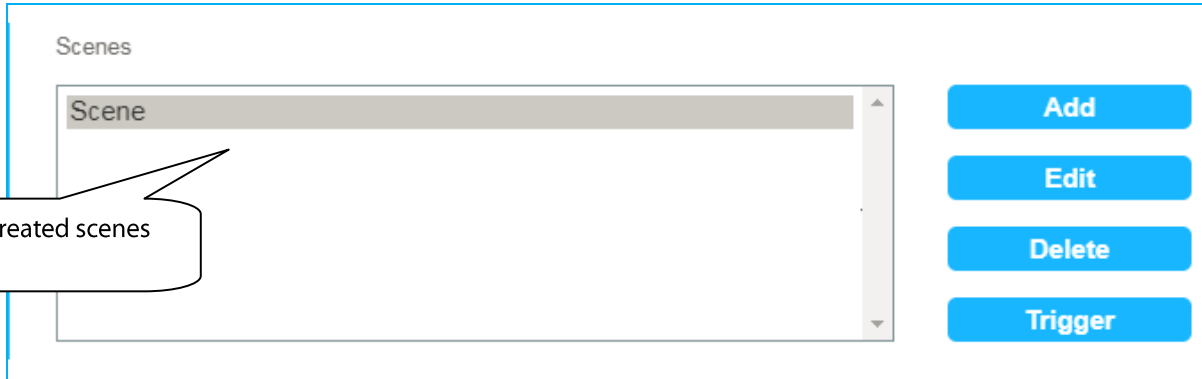 Scenes
Scene
Add
Edit
reated scenes
Delete
Trigger